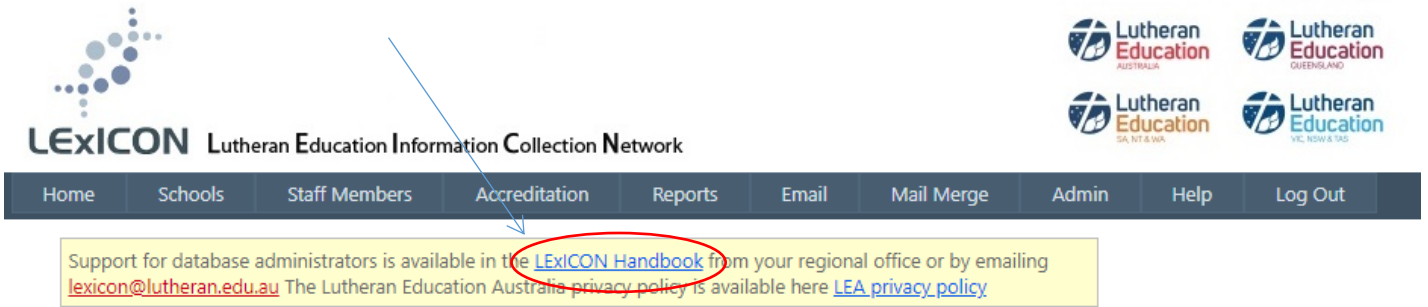 LExICON Lutheran Education Information Collection Network
Lutheran
Education
AUSTRALIA
Lutheran
Education
QUEENSLAND
Lutheran
Education
SA, NT & WA
Lutheran
Education
VIC, NSW & TAS
Home Schools Staff Members Accreditation Reports Email Mail Merge Admin Help Log Out
Support for database administrators is available in the LExICON Handbook from your regional office or by emailing
lexicon@lutheran.edu.au The Lutheran Education Australia privacy policy is available here LEA privacy policy